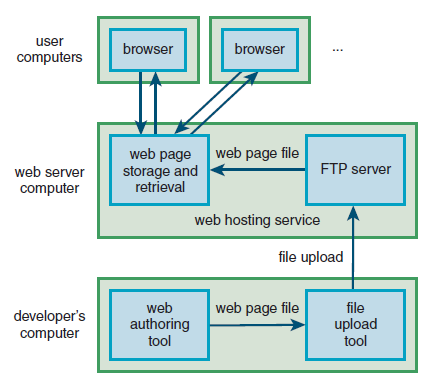 user
computers
browser
browser
...
web server
computer
web page
storage and
retrieval
web page file
FTP server
web hosting service
file upload
developer's
computer
web
authoring
tool
web page file
file
upload
tool